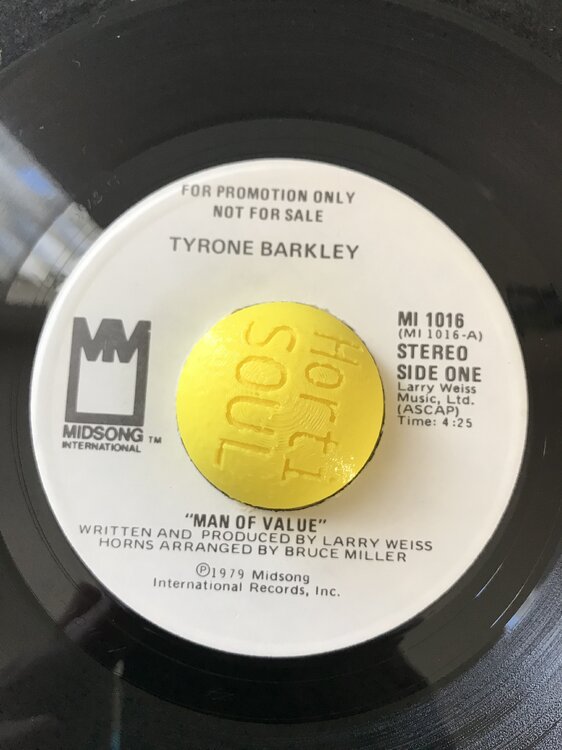 FOR PROMOTION ONLY
NOT FOR SALE
TYRONE BARKLEY
MM
MIDSONG ™
INTERNATIONAL
MI 1016
(MI 1016-A)
STEREO
SIDE ONE
Larry Weiss
Music, Ltd.
(ASCAP)
Time: 4:25
Horti
SOUL
"MAN OF VALUE"
WRITTEN AND PRODUCED BY LARRY WEISS
HORNS ARRANGED BY BRUCE MILLER
Ⓟ1979 Midsong
International Records, Inc.